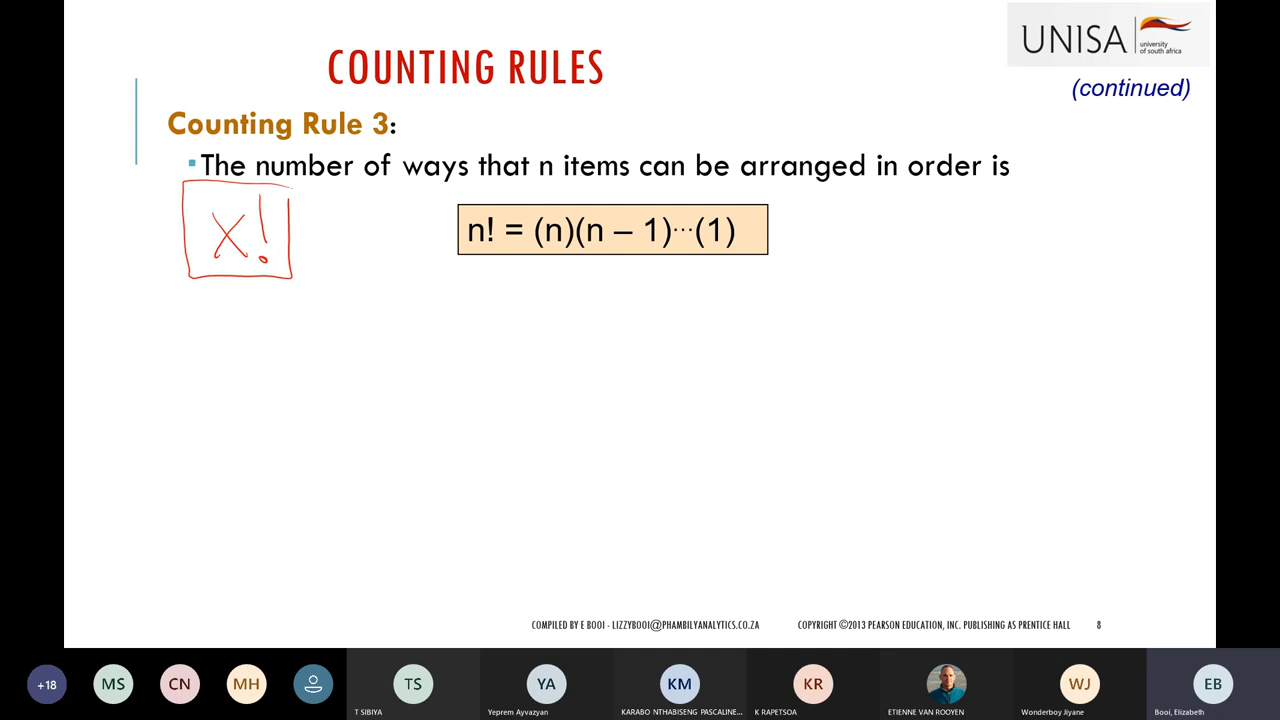 UNISA
university
of south africa
COUNTING RULES
(continued)
Counting Rule 3:
The number of ways that n items can be arranged in order is
x!
n! = (n)(n – 1)···(1)
COMPILED BY E BOOI - LIZZYBOOI@PHAMBILYANALYTICS.CO.ZA
COPYRIGHT ©2013 PEARSON EDUCATION, INC. PUBLISHING AS PRENTICE HALL
8
+18
MS
CN
MH
TS
YA
KM
KR
WJ
EB
T SIBIYA
Yeprem Ayvazyan
KARABO NTHABISENG PASCALINE...
K RAPETSOA
ETIENNE VAN ROOYEN
Wonderboy Jiyane
Booi, Elizabeth